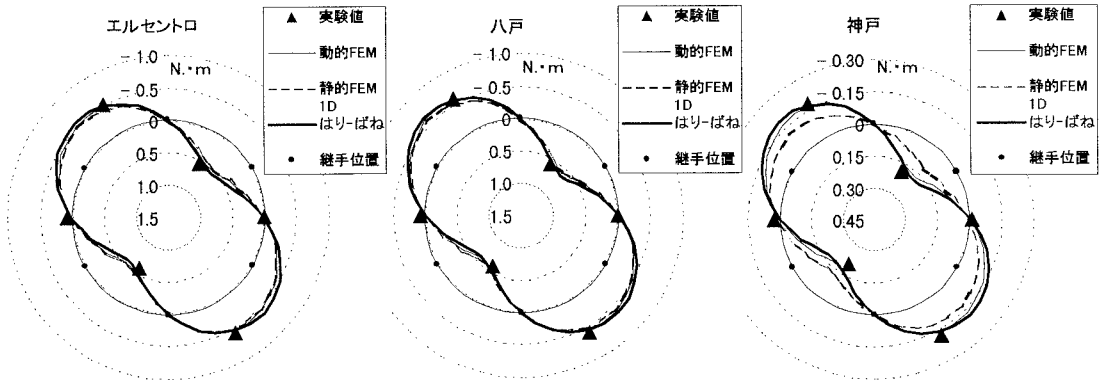 エルセントロ
▲ 実験値
動的FEM
静的FEM
1D
はりーばね
• 継手位置
N.・m
−1.0
−0.5
0
0.5
1.0
1.5
八戸
▲ 実験値
動的FEM
静的FEM
1D
はりーばね
• 継手位置
N.・m
−1.0
−0.5
0
0.5
1.0
1.5
神戸
▲ 実験値
動的FEM
静的FEM
1D
はりーばね
• 継手位置
N.・m
−0.30
−0.15
0
0.15
0.30
0.45